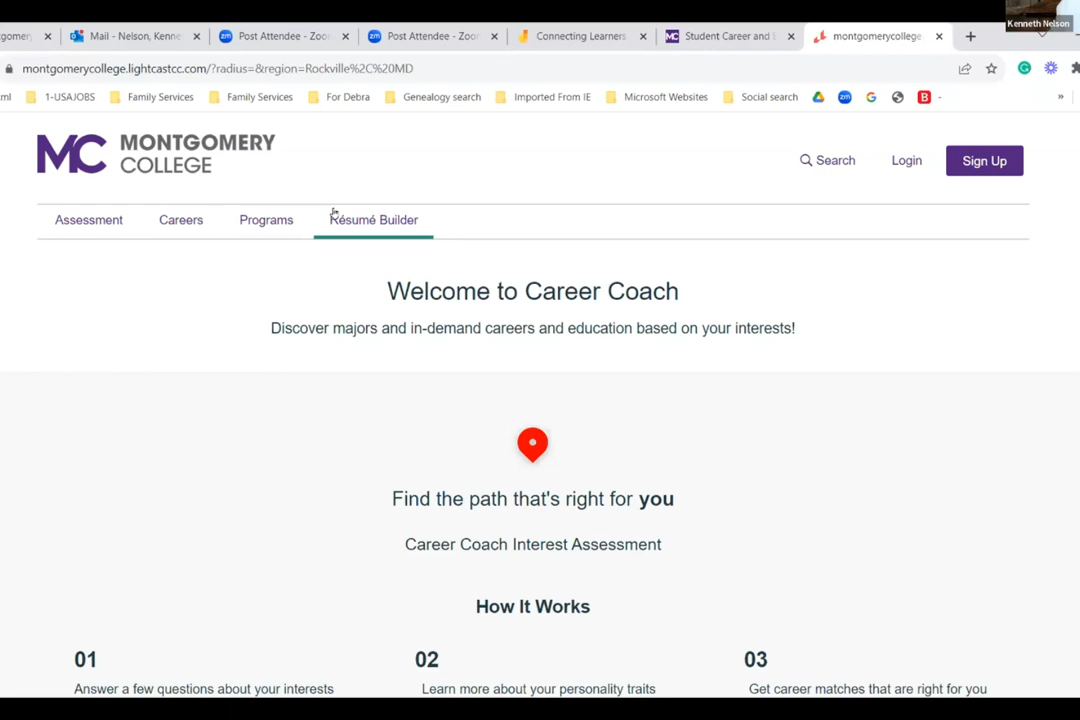 Kenneth Nelson
Mail - Nelson, Kenne
Post Attendee - Zoo
Post Attendee - Zoo
Connecting Learners
Student Career and
montgomerycollege.
montgomerycollege.lightcastcc.com/?radius=&region=Rockville%2C%20MD
1-USAJOBS
Family Services
Family Services
For Debra
Genealogy search
Imported From IE
Microsoft Websites
Social search
MC MONTGOMERY
COLLEGE
Search
Login
Sign Up
Assessment
Careers
Programs
Résumé Builder
Welcome to Career Coach
Discover majors and in-demand careers and education based on your interests!
Find the path that's right for you
Career Coach Interest Assessment
How It Works
01
02
03
Answer a few questions about your interests
Learn more about your personality traits
Get career matches that are right for you